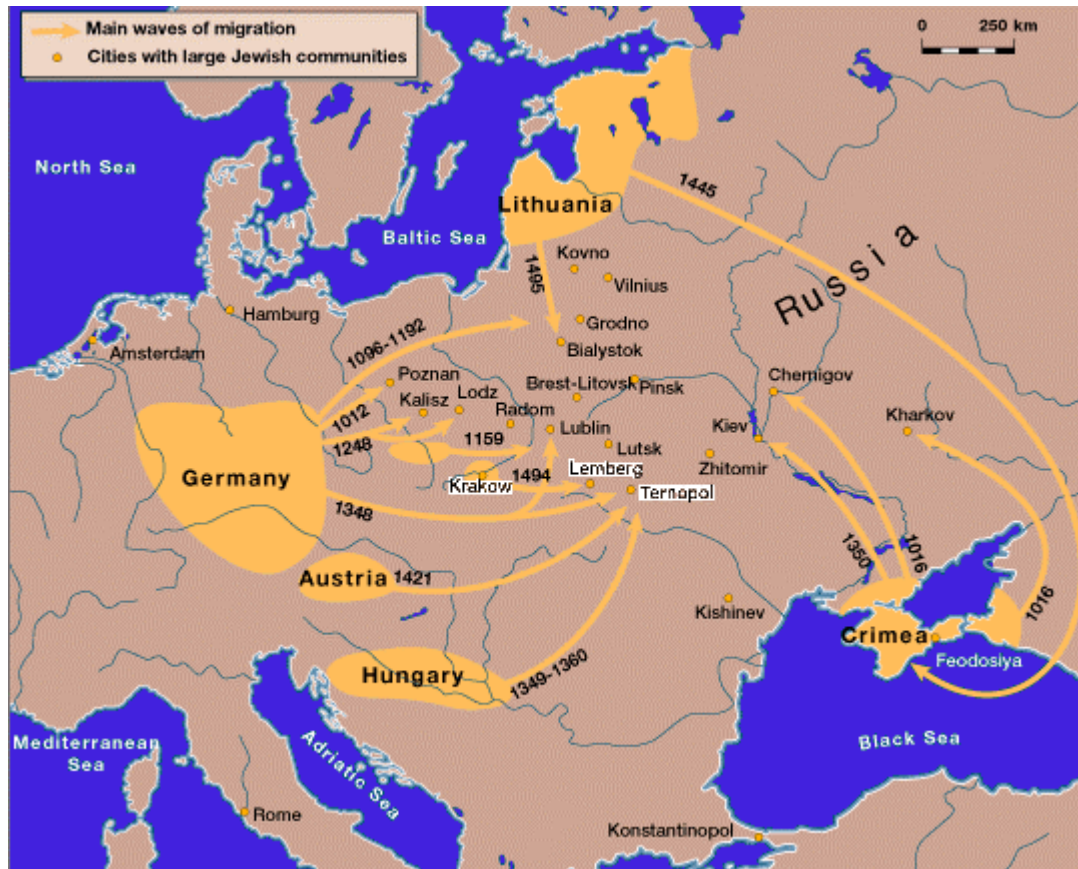 Main waves of migration
Cities with large Jewish communities
0 250 km
North Sea
Baltic Sea
Lithuania
1445
Russia
1495
Kovno
Vilnius
Hamburg
Grodno
Amsterdam
1096-1192
Bialystok
Poznan
Brest-Litovsk
Pinsk
Chernigov
Kalisz
Lodz
1012
Radom
Kharkov
1248
1159
Lublin
Kiev
Lutsk
Zhitomir
Germany
Lemberg
Krakow
1494
Ternopol
1348
1350
1016
Austria
1421
1016
Kishinev
Crimea
Feodosiya
Hungary
1349-1360
Mediterranean
Sea
Adriatic Sea
Black Sea
Rome
Konstantinopol